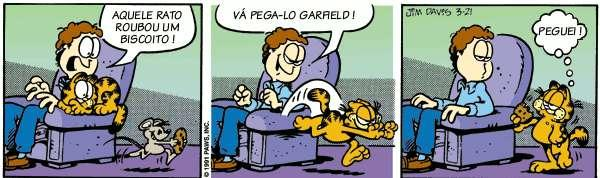 AQUELE RATO
ROUBOU UM
BISCOITO !
VÁ PEGA-LO GARFIELD !
© 1991 PAWS, INC.
JIM DAVIS 3-21
PEGUEI !